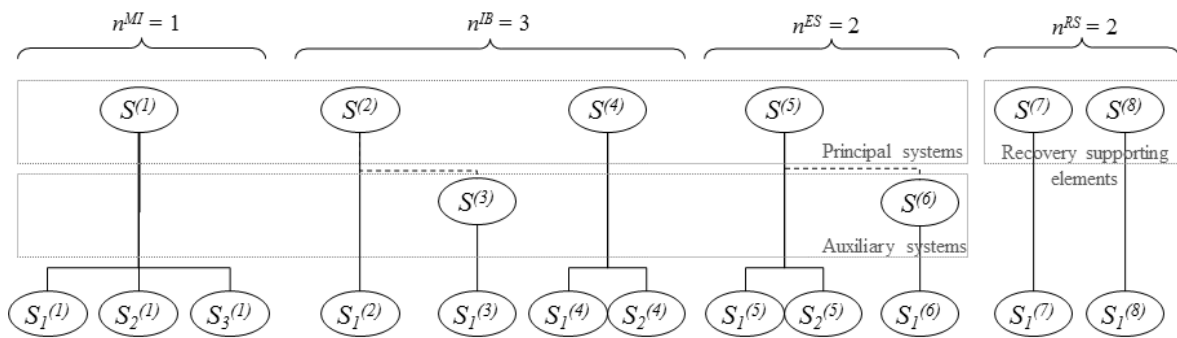 n^{MI} = 1 n^{IB} = 3 n^{ES} = 2 n^{RS} = 2
S^{(1)} S^{(2)} S^{(4)} S^{(5)} S^{(7)} S^{(8)}
Principal systems Recovery supporting
elements
S^{(3)} S^{(6)}
Auxiliary systems
S_1^{(1)} S_2^{(1)} S_3^{(1)} S_1^{(2)} S_1^{(3)} S_1^{(4)} S_2^{(4)} S_1^{(5)} S_2^{(5)} S_1^{(6)} S_1^{(7)} S_1^{(8)}